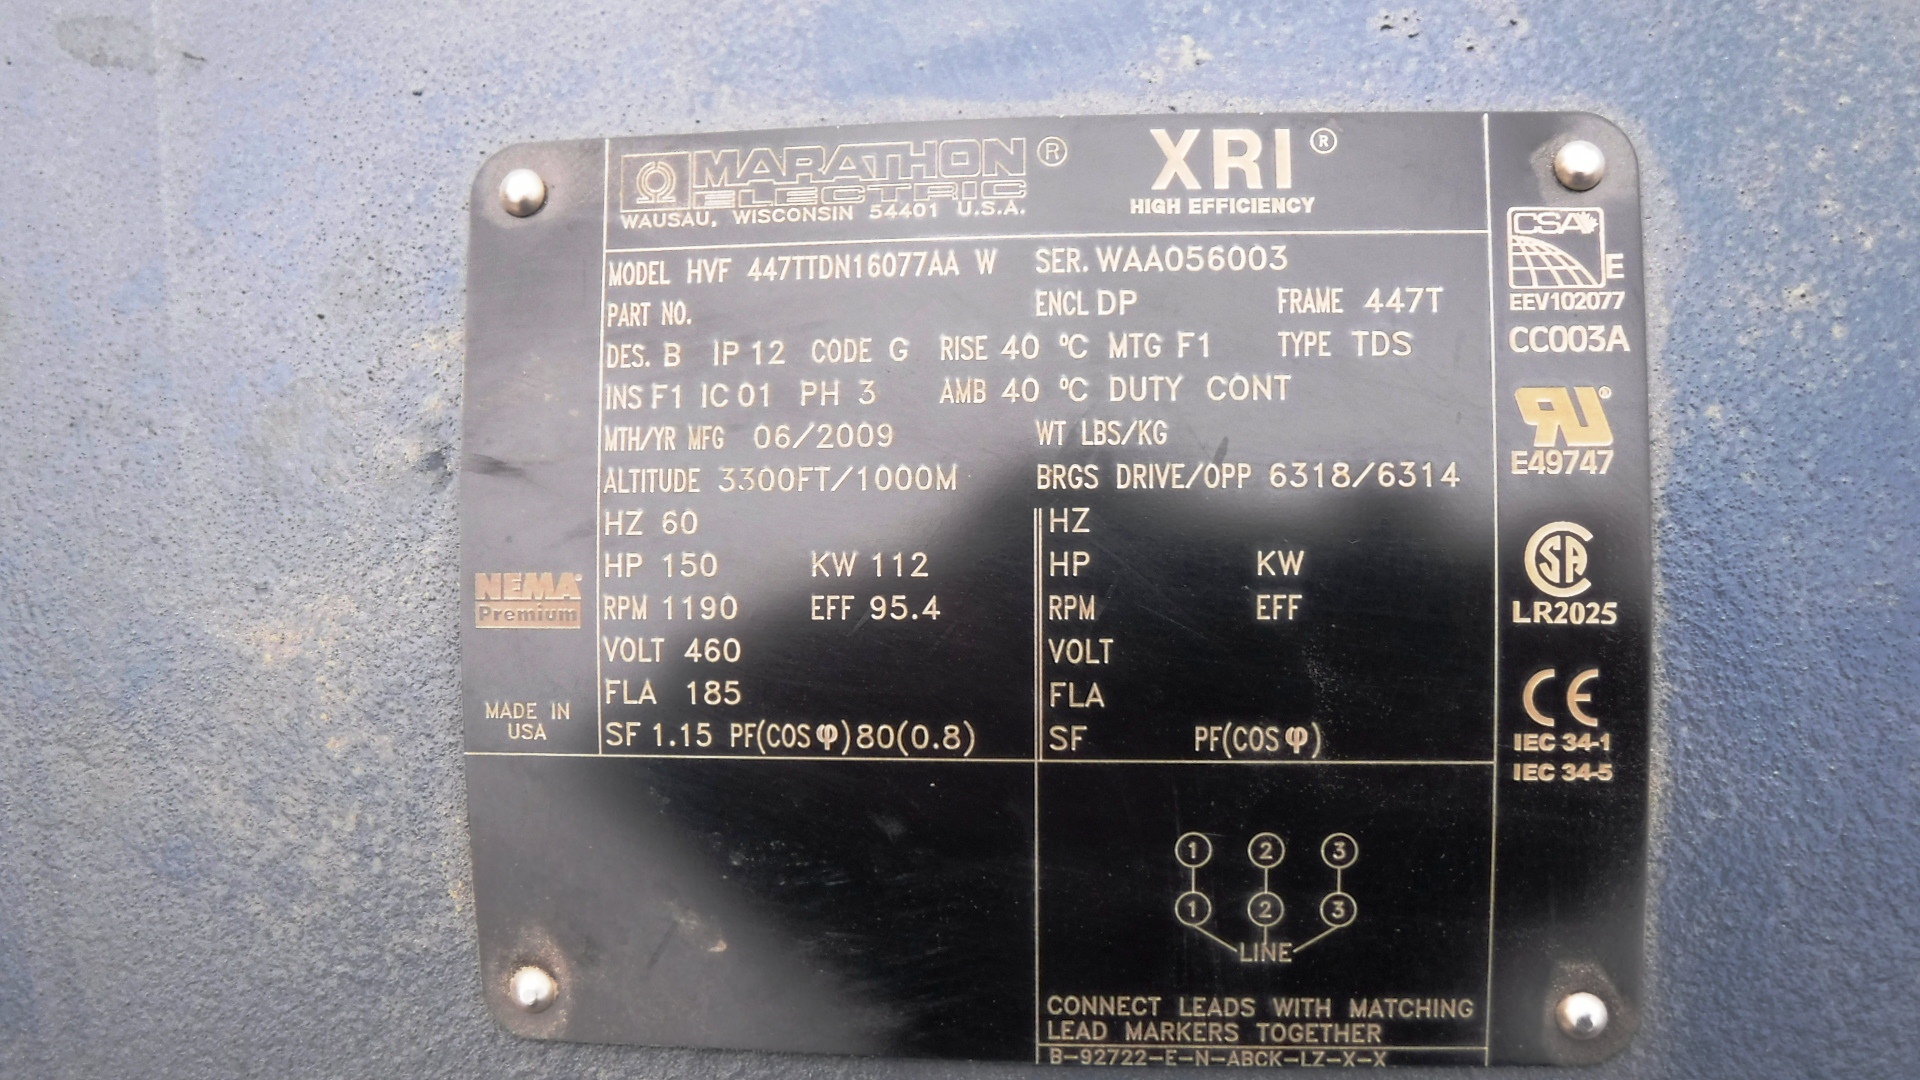 MARATHON® XRI®
ELECTRIC
WAUSAU, WISCONSIN 54401 U.S.A. HIGH EFFICIENCY
MODEL HVF 447TTDN16077AA W SER. WAA056003
PART NO. ENCL DP FRAME 447T
DES. B IP 12 CODE G RISE 40 ºC MTG F1 TYPE TDS
INS F1 IC 01 PH 3 AMB 40 ºC DUTY CONT
MTH/YR MFG 06/2009 WT LBS/KG
ALTITUDE 3300FT/1000M BRGS DRIVE/OPP 6318/6314
HZ 60 HZ
HP 150 KW 112 HP KW
RPM 1190 EFF 95.4 RPM EFF
VOLT 460 VOLT
FLA 185 FLA
SF 1.15 PF(COS φ)80(0.8) SF PF(COS φ)
NEMA
Premium
MADE IN
USA
CSA
E
EEV102077
CC003A
RU®
E49747
SA
LR2025
CE
IEC 34-1
IEC 34-5
1 2 3
1 2 3
LINE
CONNECT LEADS WITH MATCHING
LEAD MARKERS TOGETHER
B-92722-E-N-ABCK-LZ-X-X